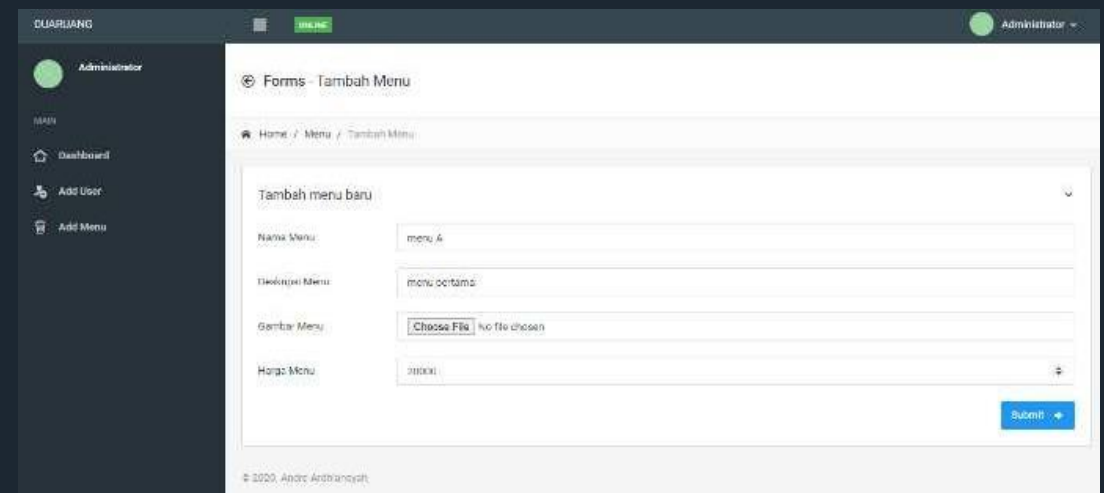 DUARUANG
ONLINE
Administrator
Administrator
MAIN
Dashboard
Add User
Add Menu
Forms - Tambah Menu
Home / Menu / Tambah Menu
Tambah menu baru
Nama Menu
menu A
Deskripsi Menu
menu pertama
Gambar Menu
Choose File No file chosen
Harga Menu
20000
Submit
© 2020, Andre Ardhiansyah